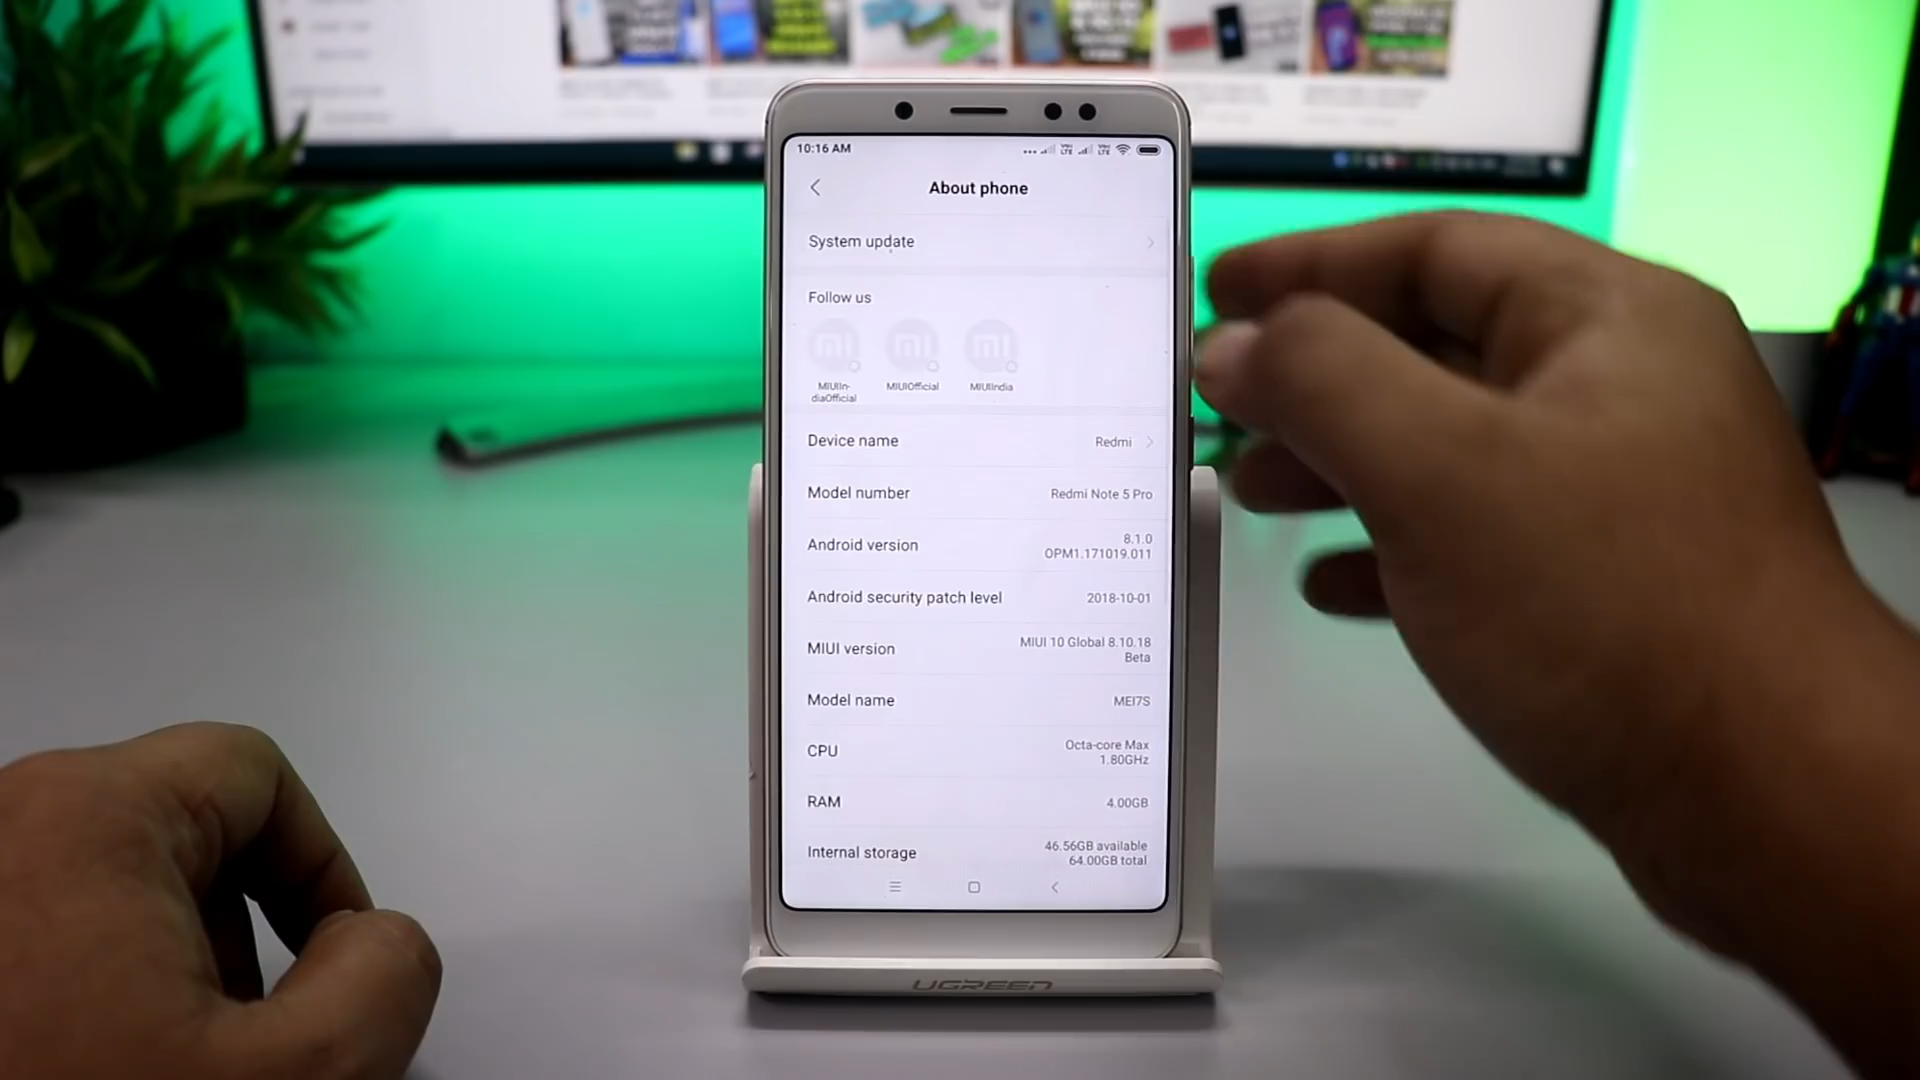 10:16 AM
About phone
System update
Follow us
MIUIIn-
diaOfficial
MIUIOfficial
MIUIIndia
Device name
Redmi
Model number
Redmi Note 5 Pro
Android version
8.1.0
OPM1.171019.011
Android security patch level
2018-10-01
MIUI version
MIUI 10 Global 8.10.18
Beta
Model name
MEI7S
CPU
Octa-core Max
1.80GHz
RAM
4.00GB
Internal storage
46.56GB available
64.00GB total
UGREEN